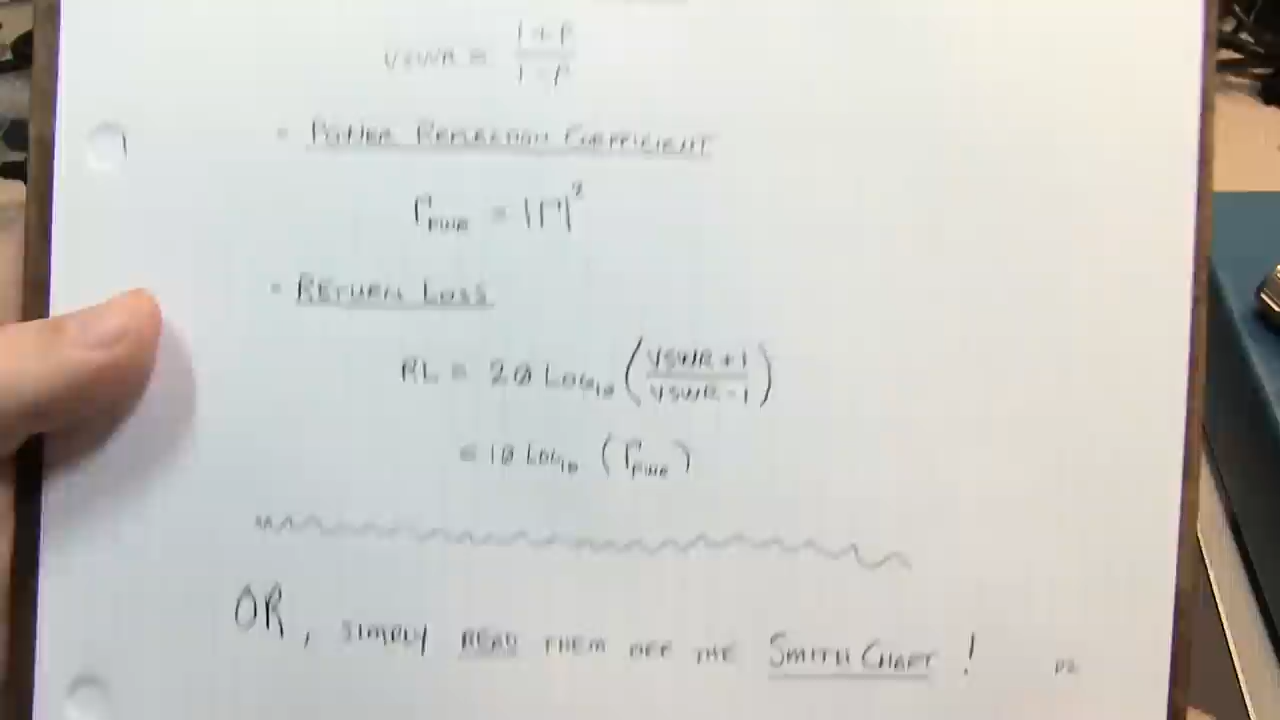 VSWR = 1+ρ / 1-ρ
- POWER REFLECTION COEFFICIENT
Γ_PWR = |Γ|²
- RETURN LOSS
RL = 20 LOG₁₀ (VSWR+1 / VSWR-1)
= 10 LOG₁₀ (Γ_PWR)
OR, SIMPLY READ THEM OFF THE SMITH CHART!